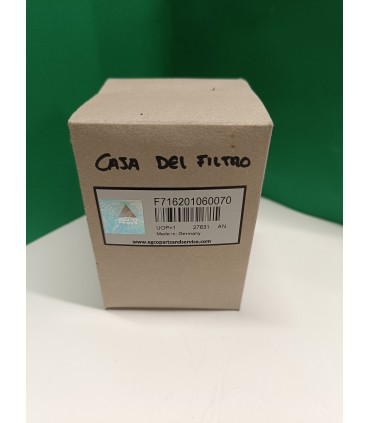 CAJA DEL FILTRO
F716201060070
UOP=1 27631 AN
Made in: Germany
www.agcopartsandservice.com